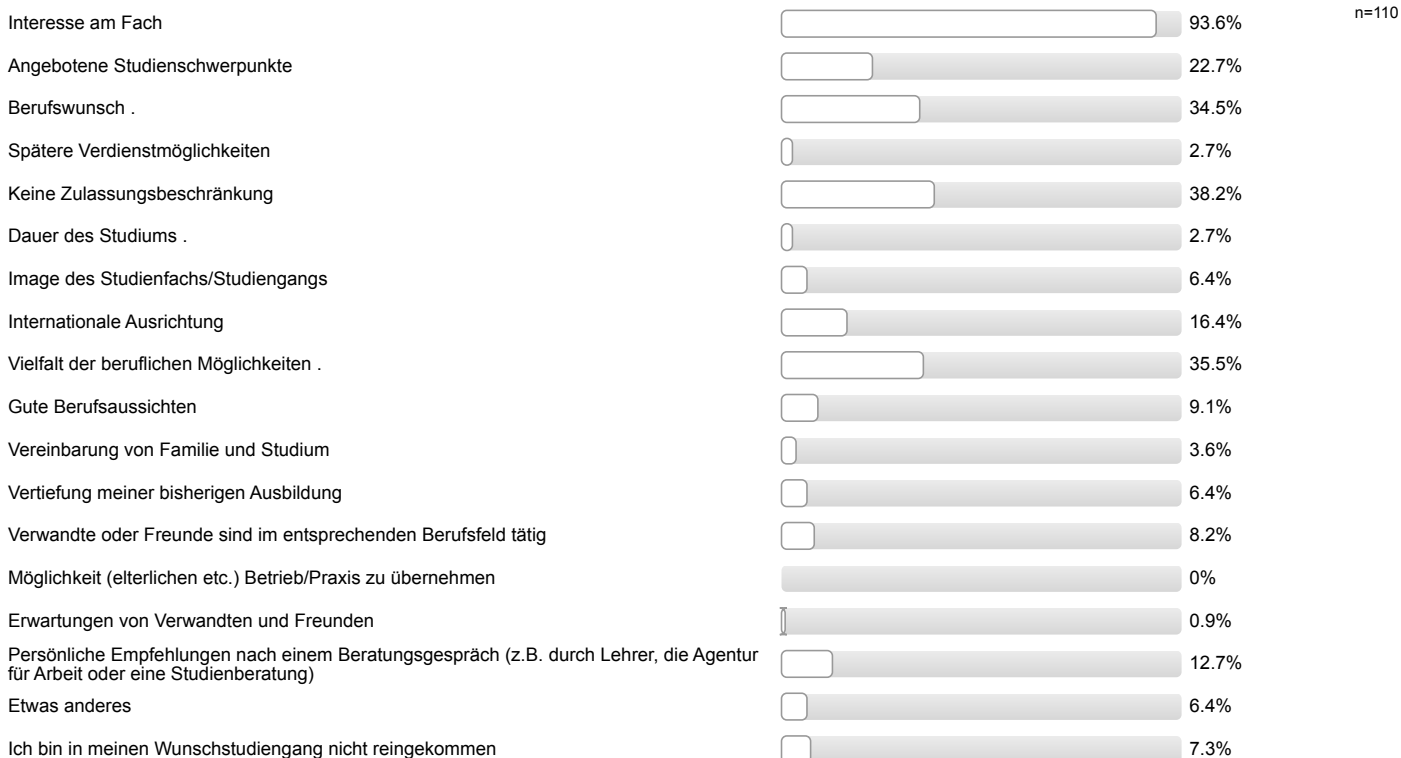 Interesse am Fach 93.6% n=110
Angebotene Studienschwerpunkte 22.7%
Berufswunsch . 34.5%
Spätere Verdienstmöglichkeiten 2.7%
Keine Zulassungsbeschränkung 38.2%
Dauer des Studiums . 2.7%
Image des Studienfachs/Studiengangs 6.4%
Internationale Ausrichtung 16.4%
Vielfalt der beruflichen Möglichkeiten . 35.5%
Gute Berufsaussichten 9.1%
Vereinbarung von Familie und Studium 3.6%
Vertiefung meiner bisherigen Ausbildung 6.4%
Verwandte oder Freunde sind im entsprechenden Berufsfeld tätig 8.2%
Möglichkeit (elterlichen etc.) Betrieb/Praxis zu übernehmen 0%
Erwartungen von Verwandten und Freunden 0.9%
Persönliche Empfehlungen nach einem Beratungsgespräch (z.B. durch Lehrer, die Agentur
für Arbeit oder eine Studienberatung) 12.7%
Etwas anderes 6.4%
Ich bin in meinen Wunschstudiengang nicht reingekommen 7.3%